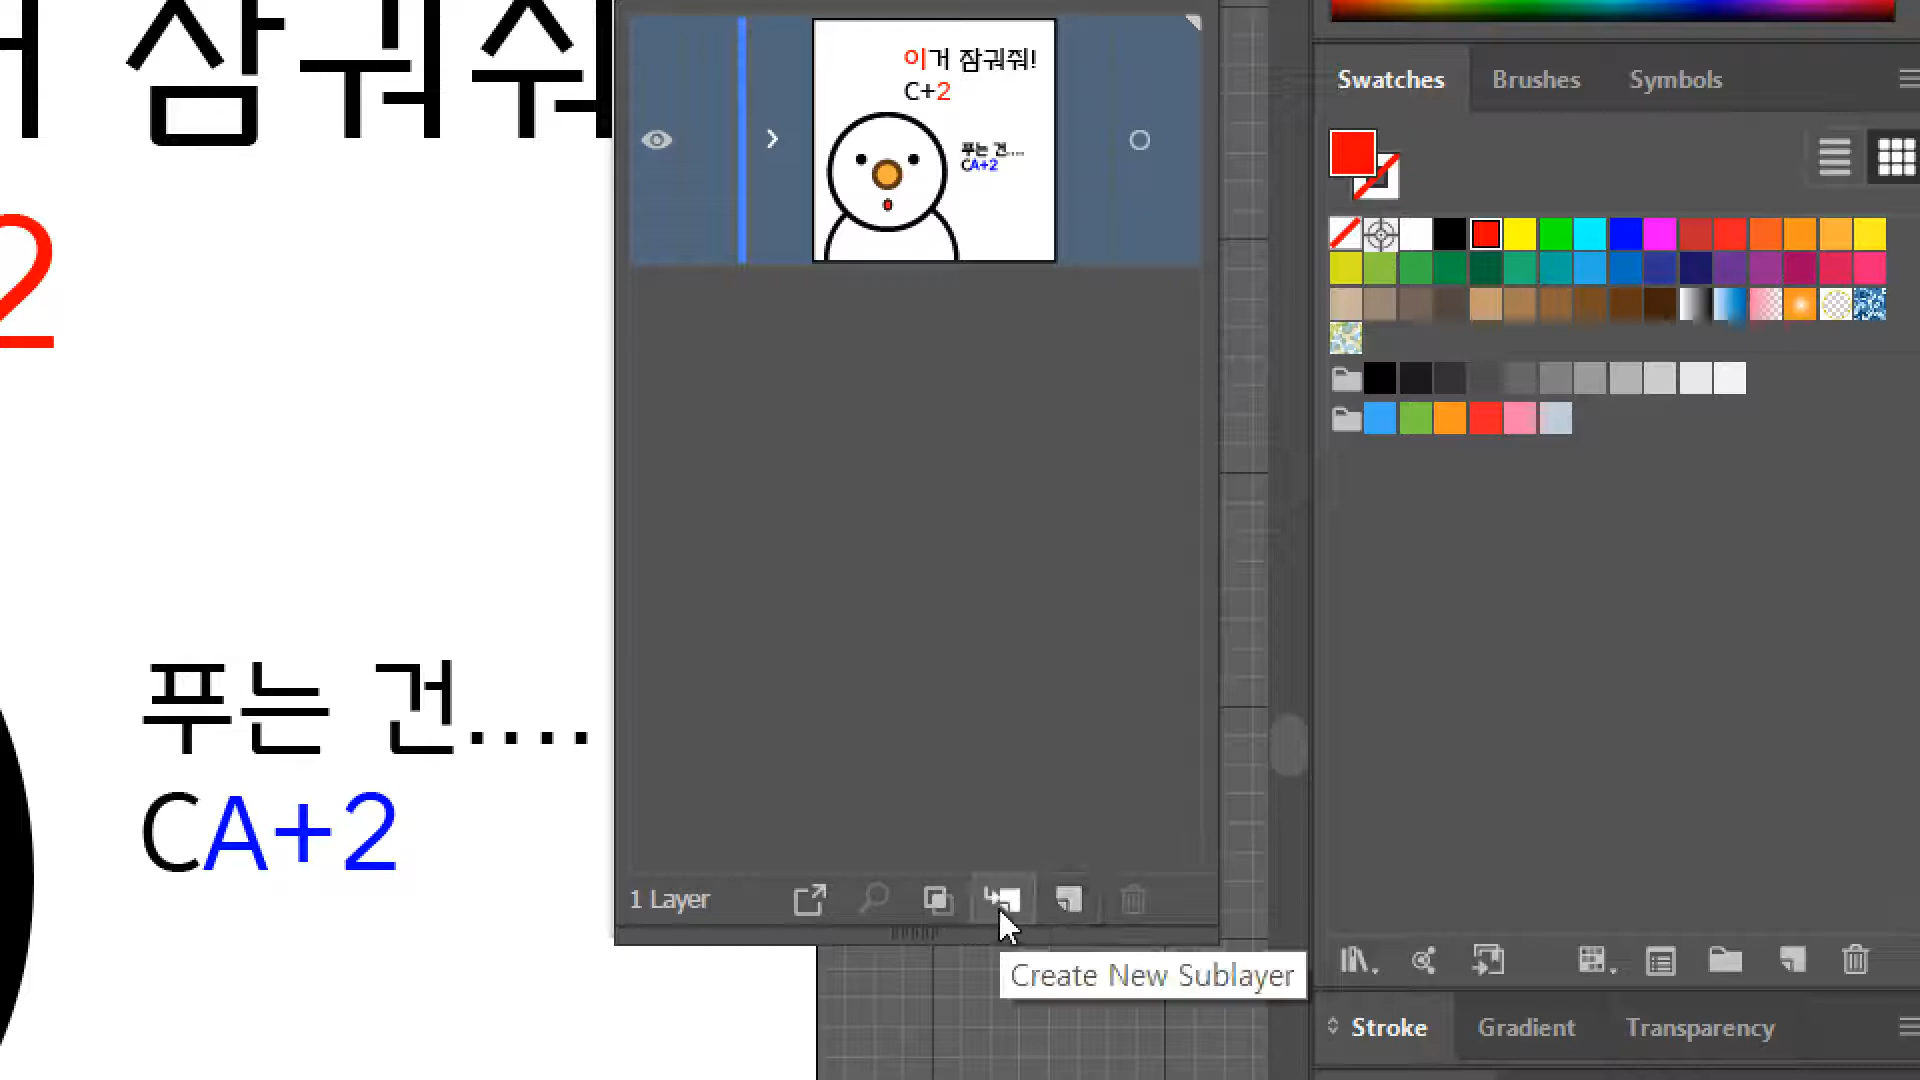 거 잠궈줘
2
푸는 건....
CA+2
이거 잠궈줘!
C+2
푸는 건....
CA+2
1 Layer
Create New Sublayer
Swatches Brushes Symbols
Stroke Gradient Transparency